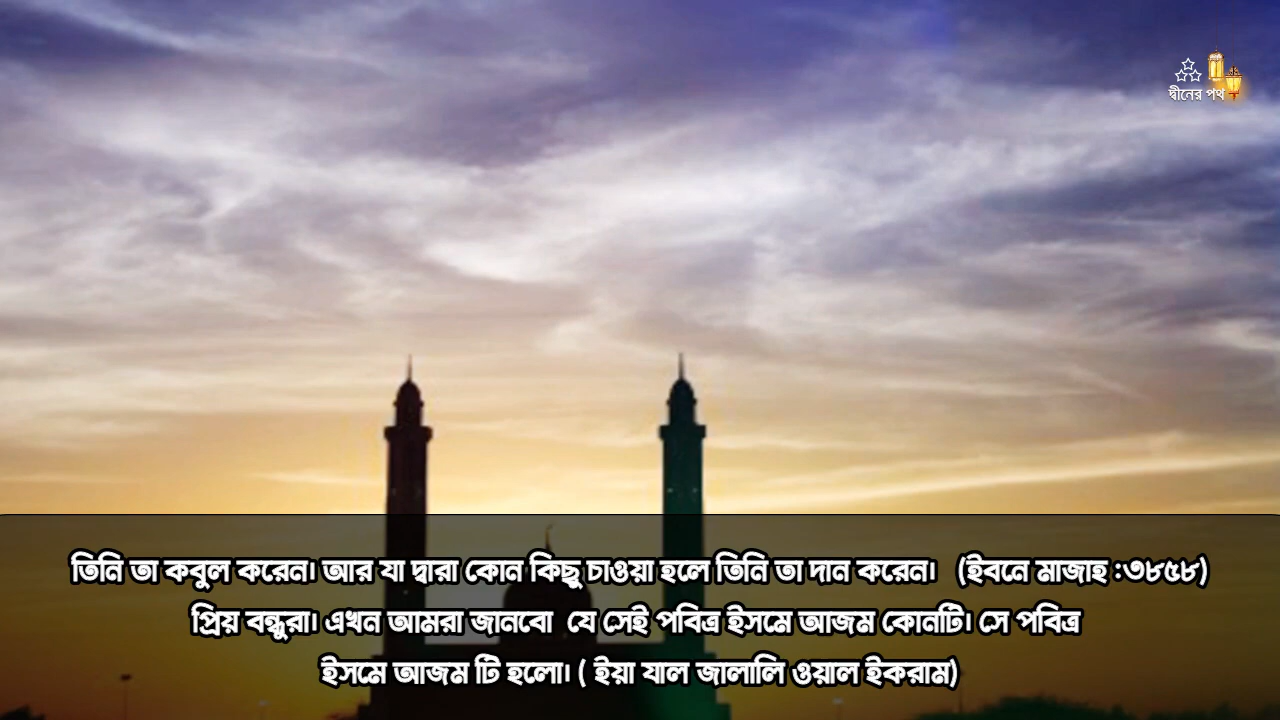 দ্বীনের পথ
তিনি তা কবুল করেন। আর যা দ্বারা কোন কিছু চাওয়া হলে তিনি তা দান করেন। (ইবনে মাজাহ :৩৮৫৮)
প্রিয় বন্ধুরা। এখন আমরা জানবো যে সেই পবিত্র ইসমে আজম কোনটি। সে পবিত্র
ইসমে আজম টি হলো। ( ইয়া যাল জালালি ওয়াল ইকরাম)